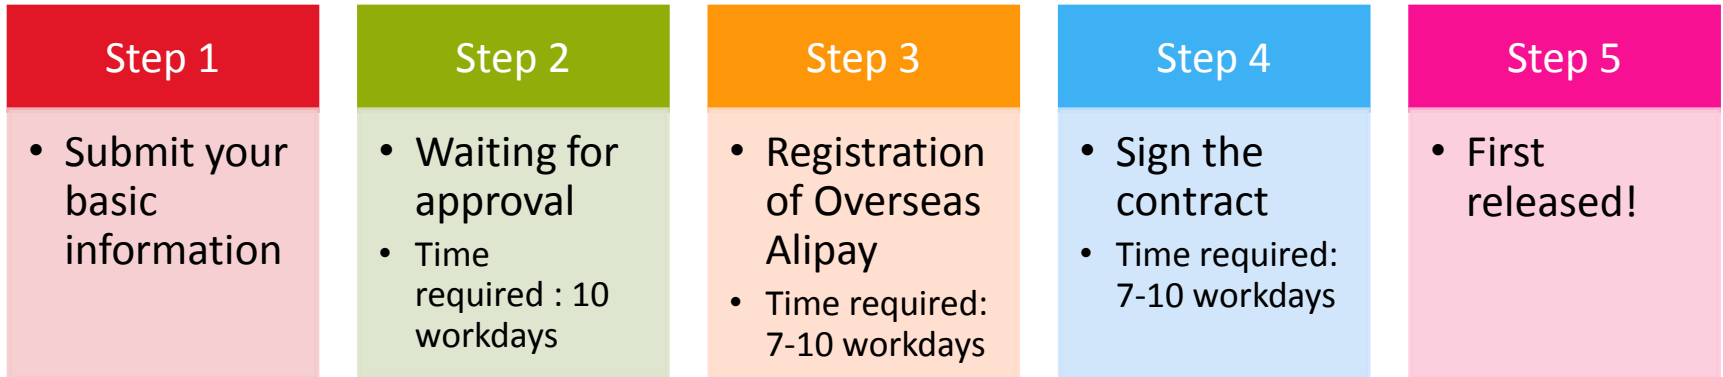 Step 1
• Submit your
basic
information
Step 2
• Waiting for
approval
• Time
required : 10
workdays
Step 3
• Registration
of Overseas
Alipay
• Time required:
7-10 workdays
Step 4
• Sign the
contract
• Time required:
7-10 workdays
Step 5
• First
released!